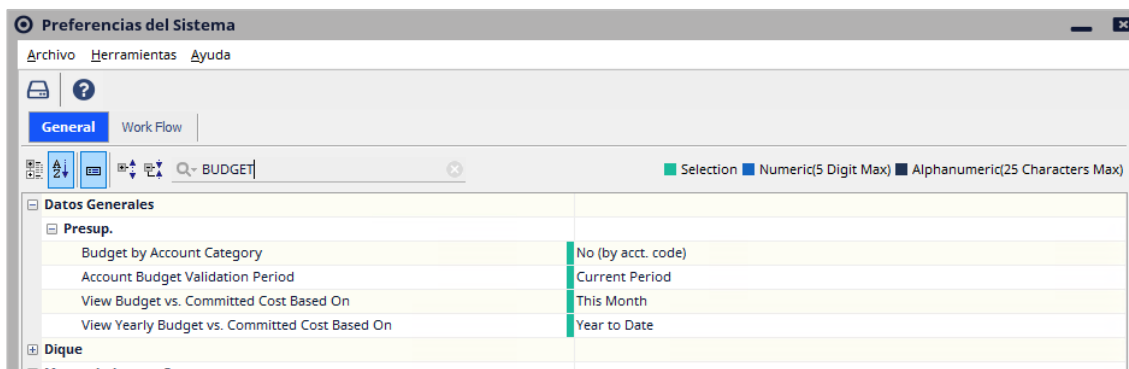 Preferencias del Sistema
Archivo Herramientas Ayuda
General Work Flow
BUDGET Selection Numeric(5 Digit Max) Alphanumeric(25 Characters Max)
Datos Generales
Presup.
Budget by Account Category No (by acct. code)
Account Budget Validation Period Current Period
View Budget vs. Committed Cost Based On This Month
View Yearly Budget vs. Committed Cost Based On Year to Date
Dique